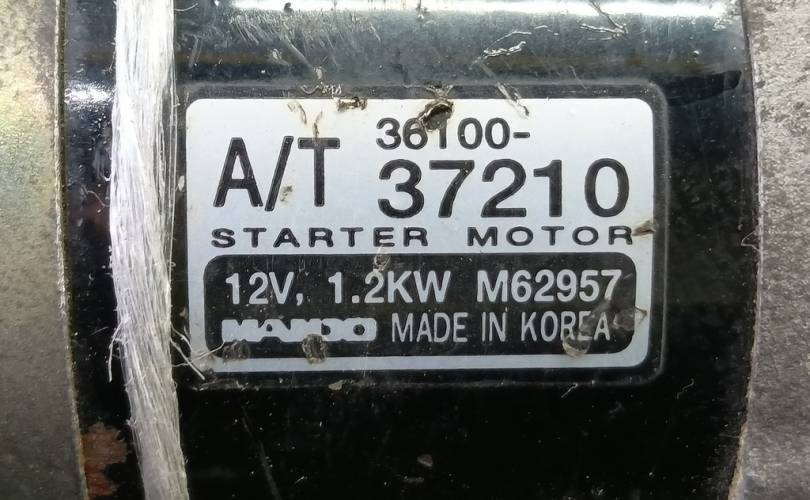 36100-
A/T 37210
STARTER MOTOR
12V, 1.2KW M62957
MANDO MADE IN KOREA